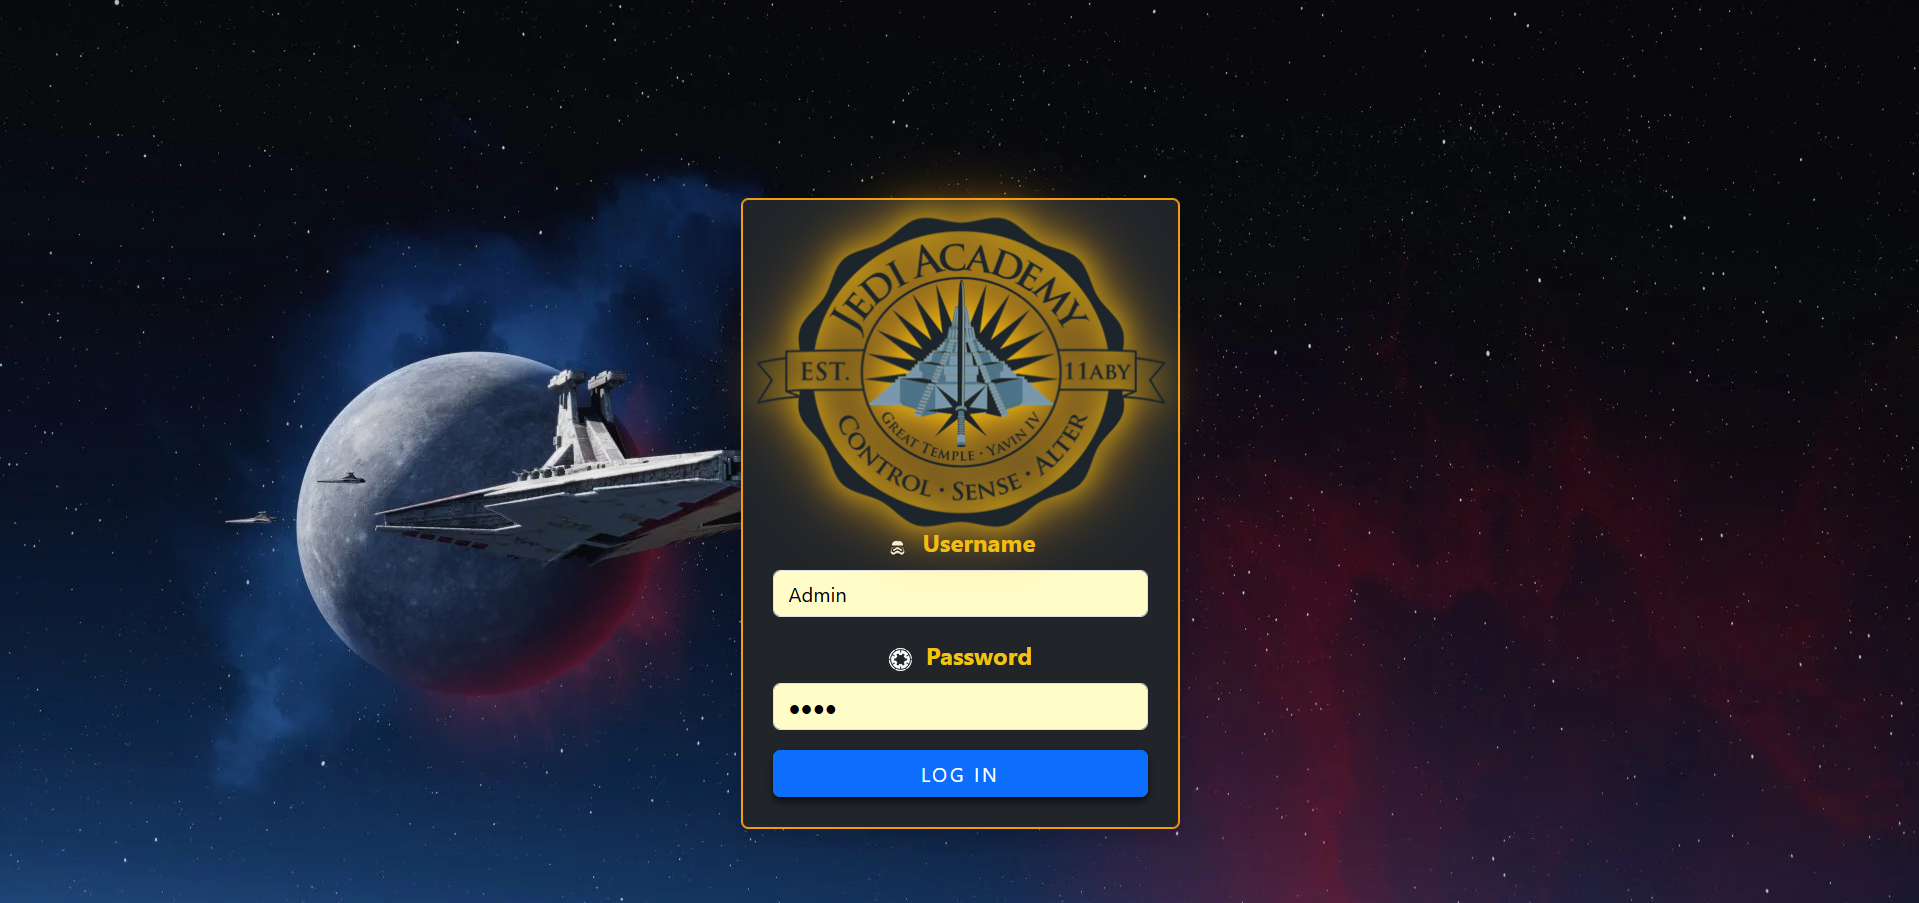 JEDI ACADEMY
EST.
11ABY
GREAT TEMPLE · YAVIN IV
CONTROL · SENSE · ALTER
Username
Admin
Password
••••
LOG IN